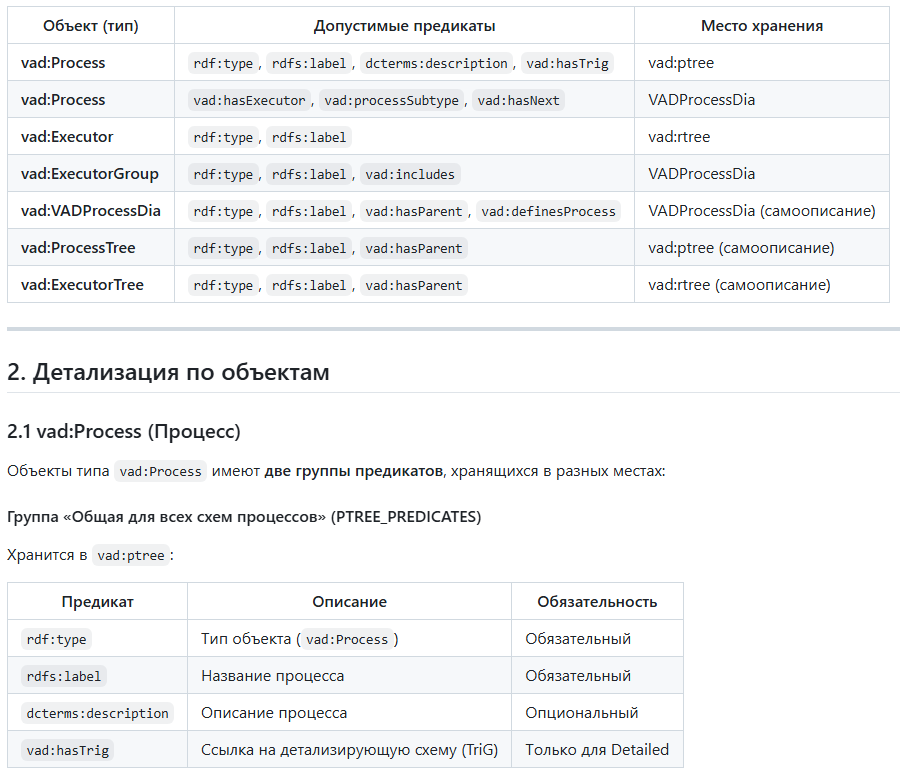 Объект (тип) Допустимые предикаты Место хранения
vad:Process rdf:type, rdfs:label, dcterms:description, vad:hasTrig vad:ptree
vad:Process vad:hasExecutor, vad:processSubtype, vad:hasNext VADProcessDia
vad:Executor rdf:type, rdfs:label vad:rtree
vad:ExecutorGroup rdf:type, rdfs:label, vad:includes VADProcessDia
vad:VADProcessDia rdf:type, rdfs:label, vad:hasParent, vad:definesProcess VADProcessDia (самоописание)
vad:ProcessTree rdf:type, rdfs:label, vad:hasParent vad:ptree (самоописание)
vad:ExecutorTree rdf:type, rdfs:label, vad:hasParent vad:rtree (самоописание)
2. Детализация по объектам
2.1 vad:Process (Процесс)
Объекты типа vad:Process имеют две группы предикатов, хранящихся в разных местах:
Группа «Общая для всех схем процессов» (PTREE_PREDICATES)
Хранится в vad:ptree:
Предикат Описание Обязательность
rdf:type Тип объекта (vad:Process) Обязательный
rdfs:label Название процесса Обязательный
dcterms:description Описание процесса Опциональный
vad:hasTrig Ссылка на детализирующую схему (TriG) Только для Detailed